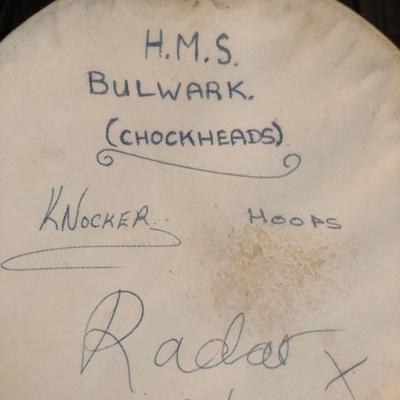 H.M.S.
BULWARK.
(CHOCKHEADS)
KNOCKER HOOPS
Radar X